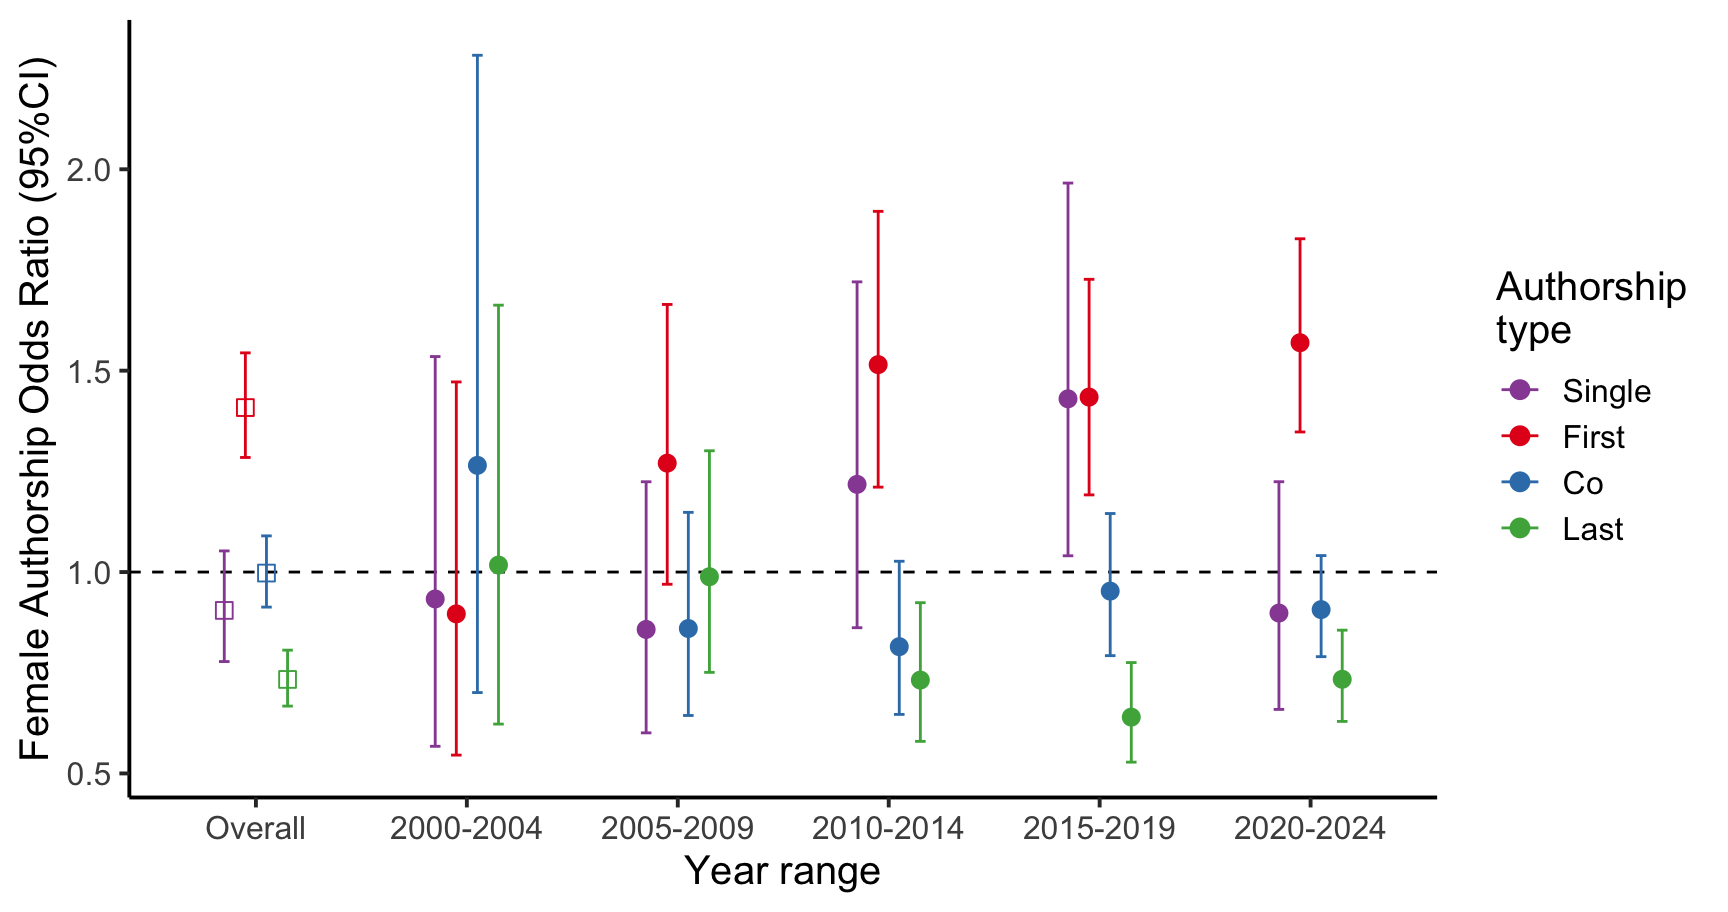 Female Authorship Odds Ratio (95%CI)
2.0
1.5
1.0
0.5
Overall
2000-2004
2005-2009
2010-2014
2015-2019
2020-2024
Year range
Authorship
type
Single
First
Co
Last